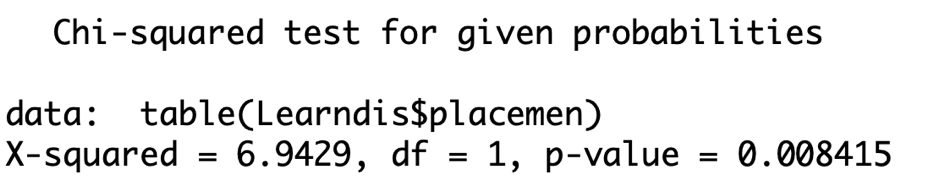 Chi-squared test for given probabilities
data:  table(Learndis$placemen)
X-squared = 6.9429, df = 1, p-value = 0.008415